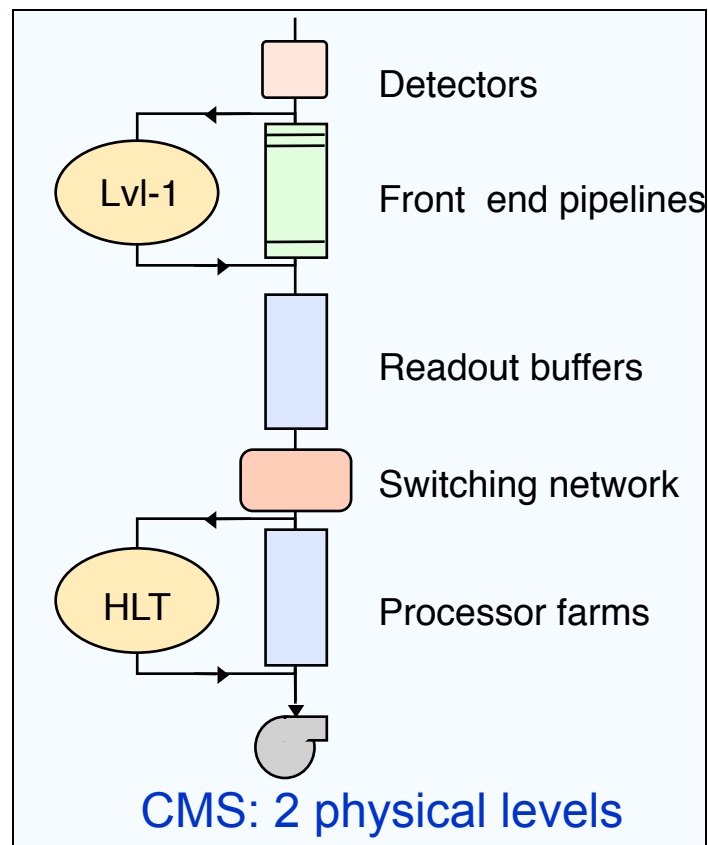 Detectors
Lvl-1
Front end pipelines
Readout buffers
Switching network
HLT
Processor farms
CMS: 2 physical levels